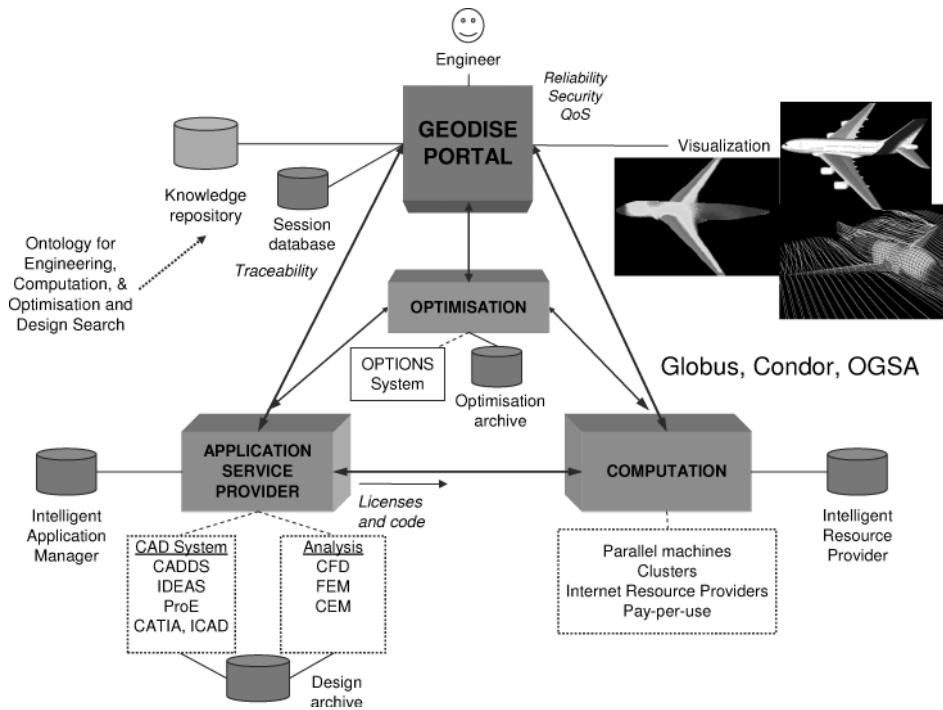 Engineer
Reliability
Security
QoS
GEODISE
PORTAL
Visualization
Knowledge
repository
Session
database
Ontology for
Engineering,
Computation, &
Optimisation and
Design Search
Traceability
OPTIMISATION
OPTIONS
System
Optimisation
archive
Globus, Condor, OGSA
APPLICATION
SERVICE
PROVIDER
COMPUTATION
Licenses
and code
Intelligent
Application
Manager
Intelligent
Resource
Provider
CAD System
CADDS
IDEAS
ProE
CATIA, ICAD
Analysis
CFD
FEM
CEM
Parallel machines
Clusters
Internet Resource Providers
Pay-per-use
Design
archive